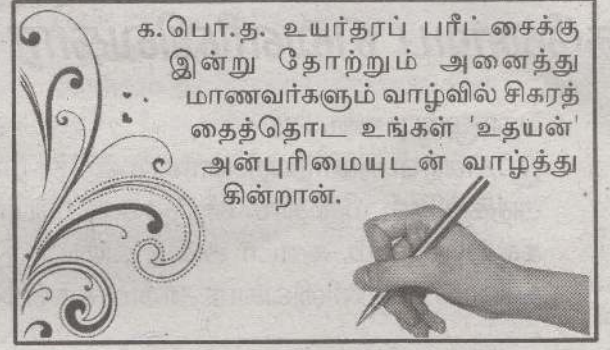 க.பொ.த. உயர்தரப் பரீட்சைக்கு
இன்று தோற்றும் அனைத்து
மாணவர்களும் வாழ்வில் சிகரத்
தைத்தொட உங்கள் 'உதயன்'
அன்புரிமையுடன் வாழ்த்து
கின்றான்.